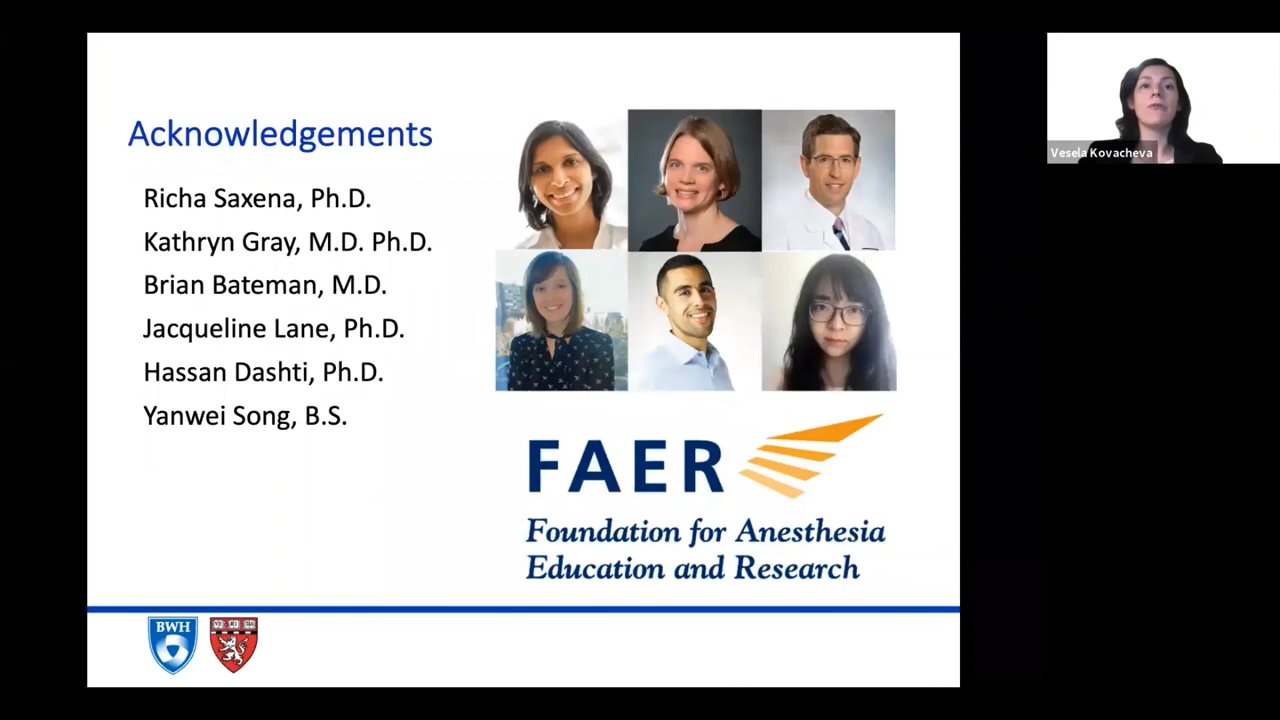 Acknowledgements
Richa Saxena, Ph.D.
Kathryn Gray, M.D. Ph.D.
Brian Bateman, M.D.
Jacqueline Lane, Ph.D.
Hassan Dashti, Ph.D.
Yanwei Song, B.S.
FAER
Foundation for Anesthesia
Education and Research
BWH
Vesela Kovacheva